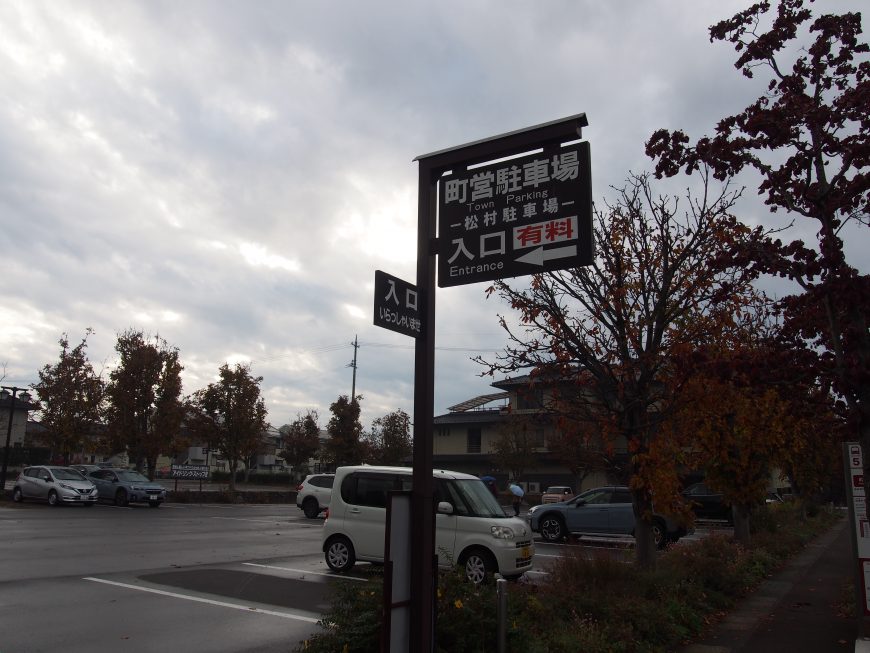 町営駐車場
Town Parking
－松村駐車場－
入口 有料
Entrance
入口
いらっしゃいませ
5